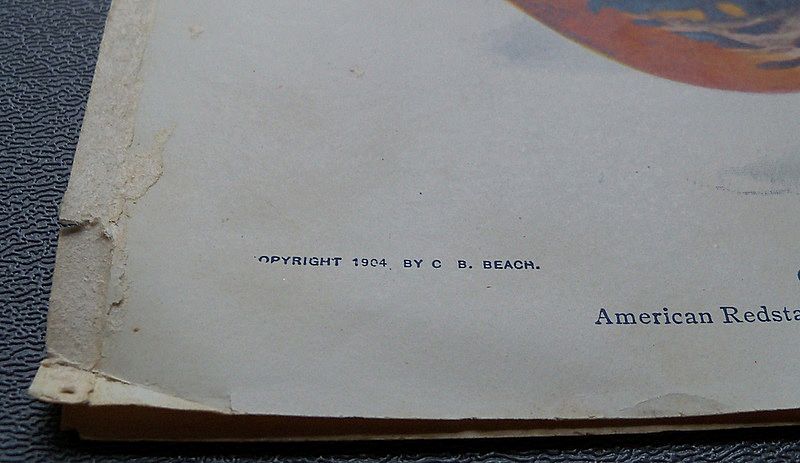 OPYRIGHT 1904, BY C B. BEACH.
American Redsta